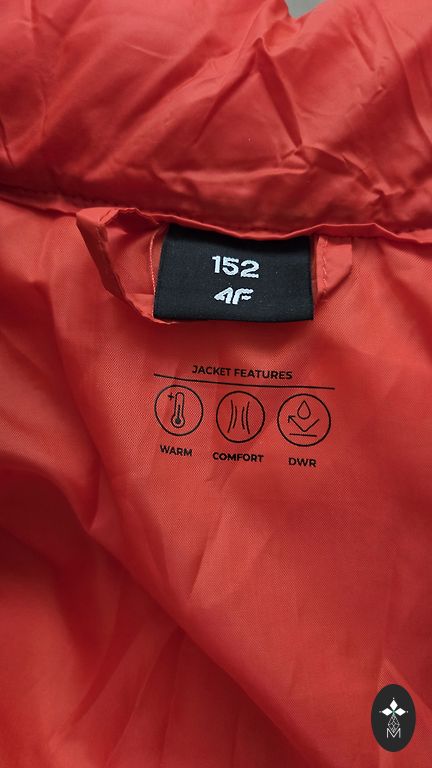 152
4F
JACKET FEATURES
WARM COMFORT DWR
M